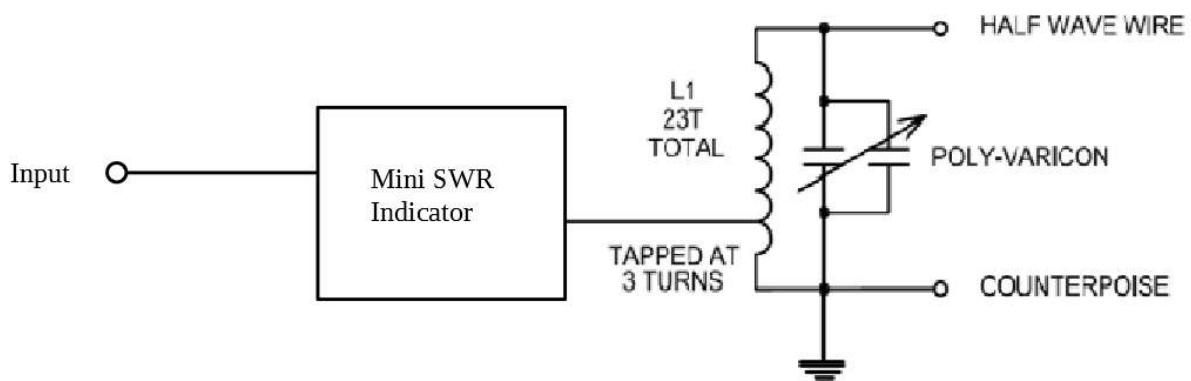 HALF WAVE WIRE
L1
23T
TOTAL
POLY-VARICON
Input
Mini SWR
Indicator
TAPPED AT
3 TURNS
COUNTERPOISE